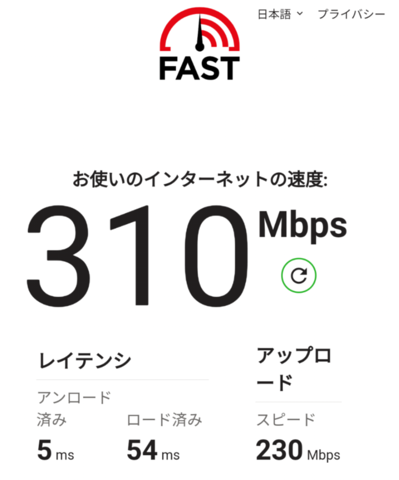 日本語 プライバシー
FAST
お使いのインターネットの速度:
310 Mbps
レイテンシ
アンロード
済み
ロード済み
5 ms
54 ms
アップロ
ード
スピード
230 Mbps